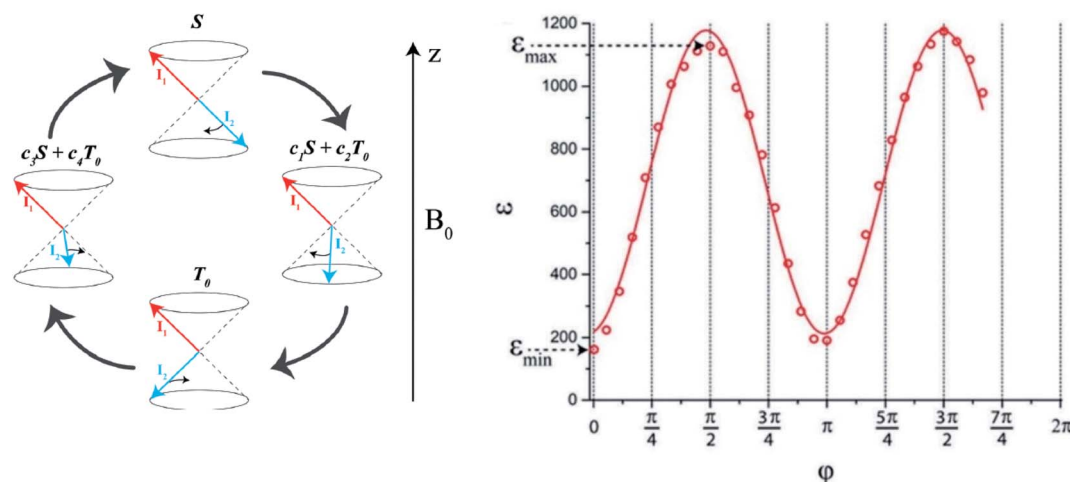 S
I₁
I₂
c₁S + c₂T₀
I₁
I₂
T₀
I₁
I₂
c₃S + c₄T₀
I₁
I₂
z
B₀
ε
1200
1000
800
600
400
200
0
εmax
εmin
0
π/4
π/2
3π/4
π
5π/4
3π/2
7π/4
2π
φ